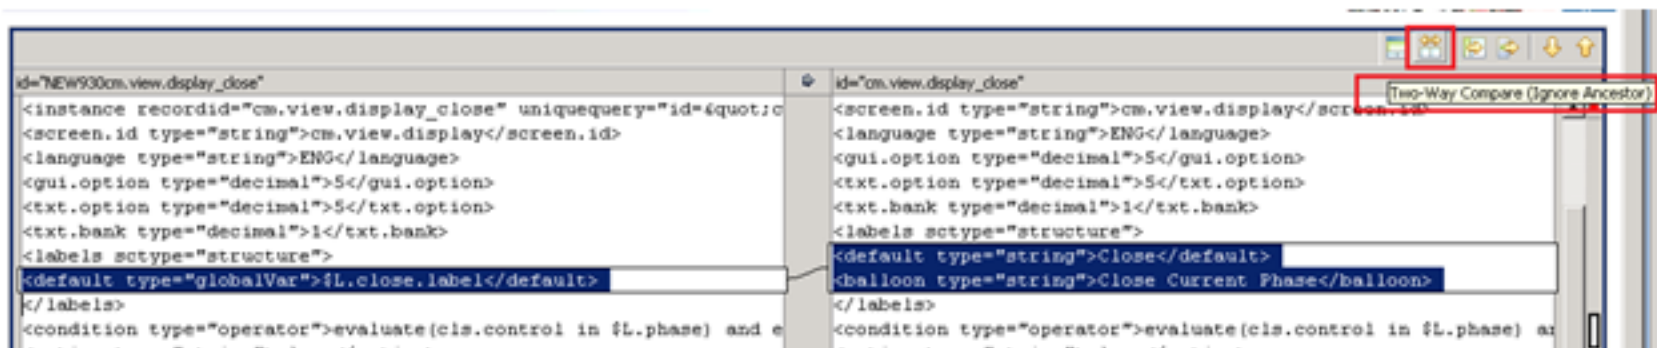 id="NEW930cm.view.display_close"
id="cm.view.display_close"
Two-Way Compare (Ignore Ancestor)
<instance recordid="cm.view.display_close" uniquequery="id=&quot;c
<screen.id type="string">cm.view.display</screen.id>
<language type="string">ENG</language>
<gui.option type="decimal">5</gui.option>
<txt.option type="decimal">5</txt.option>
<txt.bank type="decimal">1</txt.bank>
<labels sctype="structure">
<default type="globalVar">$L.close.label</default>
</labels>
<condition type="operator">evaluate(cls.control in $L.phase) and e
<screen.id type="string">cm.view.display</screen.id>
<language type="string">ENG</language>
<gui.option type="decimal">5</gui.option>
<txt.option type="decimal">5</txt.option>
<txt.bank type="decimal">1</txt.bank>
<labels sctype="structure">
<default type="string">Close</default>
<balloon type="string">Close Current Phase</balloon>
</labels>
<condition type="operator">evaluate(cls.control in $L.phase) a